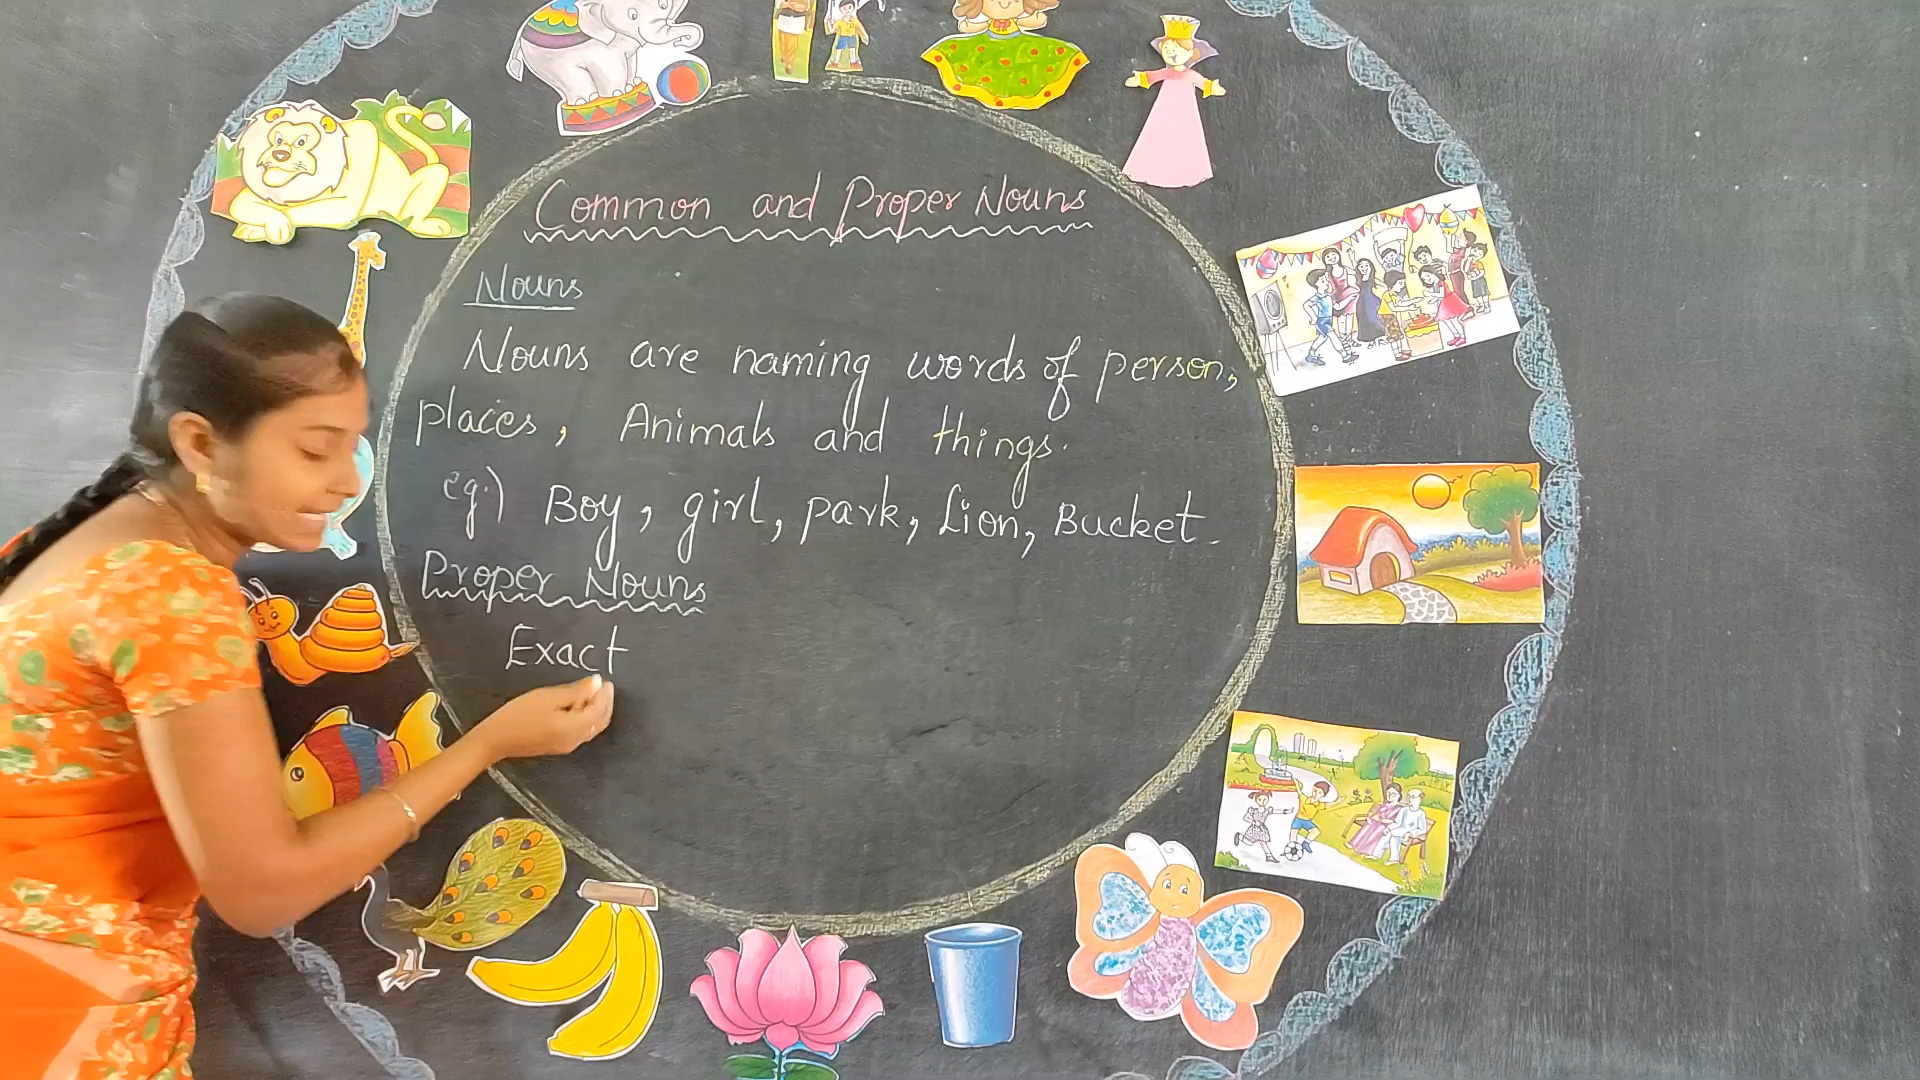 Common and Proper Nouns
Nouns
Nouns are naming words of person,
places, Animals and things.
eg:) Boy, girl, park, Lion, Bucket.
Proper Nouns
Exact